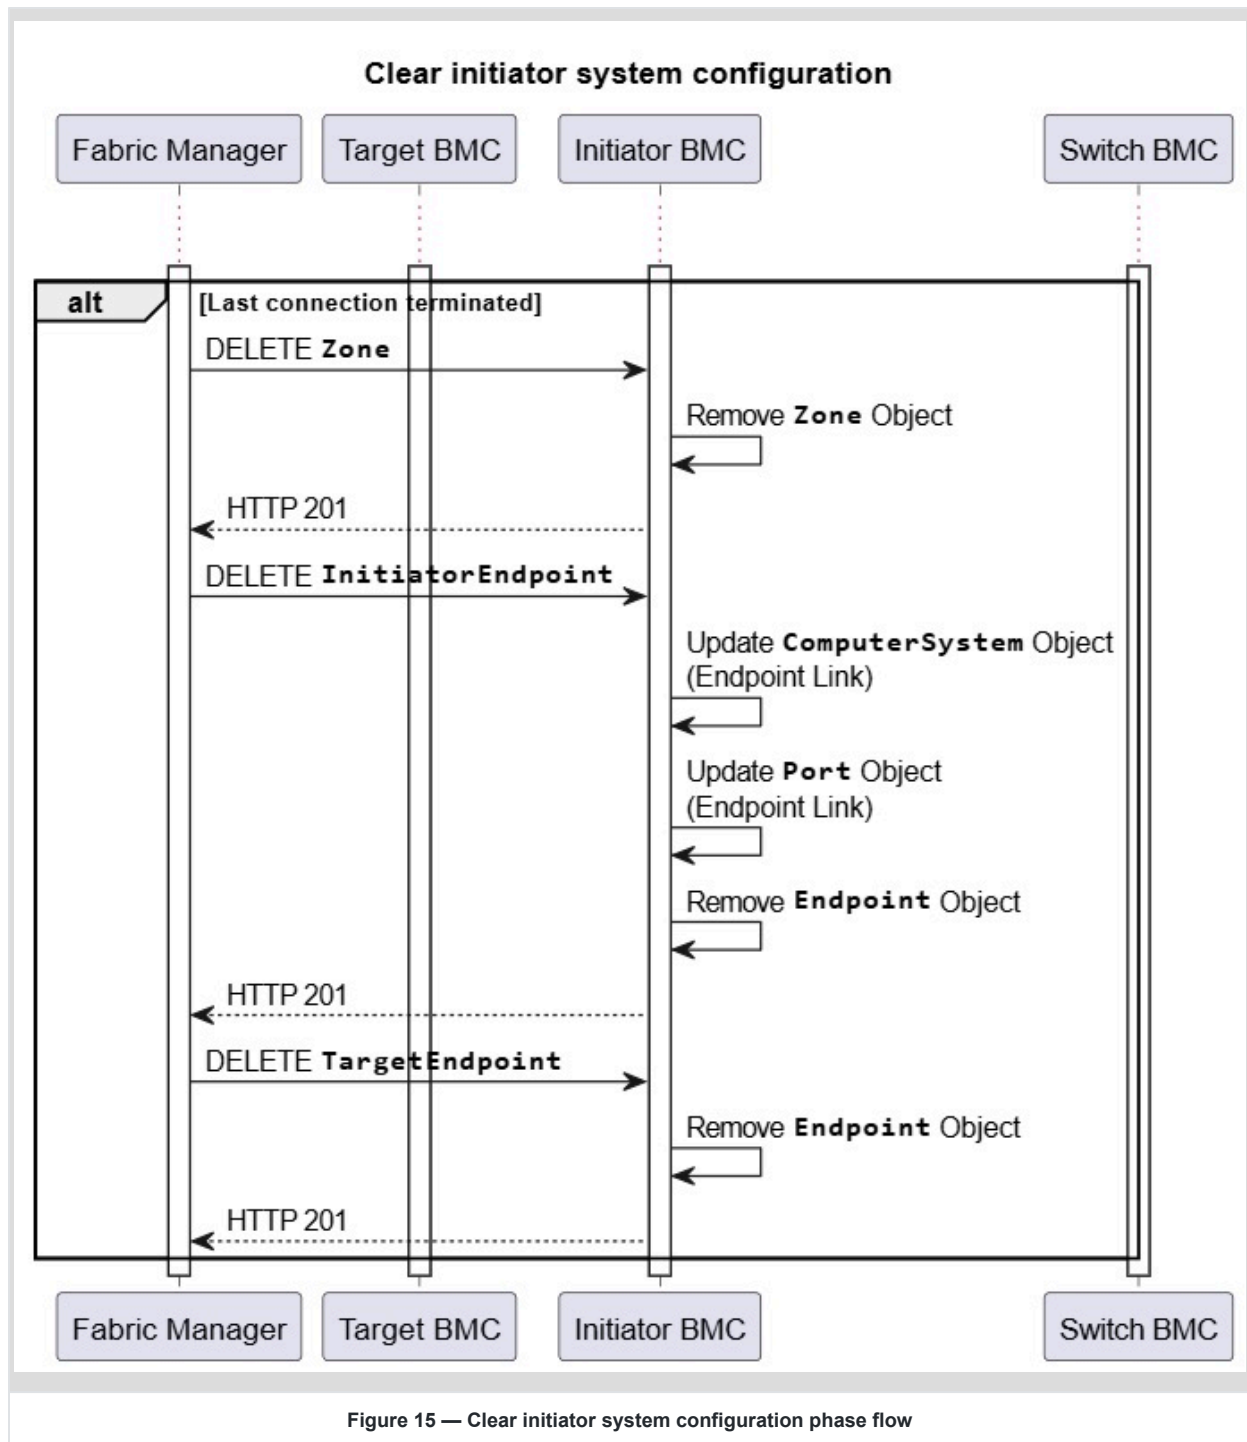 Clear initiator system configuration
Fabric Manager
Target BMC
Initiator BMC
Switch BMC
alt
[Last connection terminated]
DELETE Zone
Remove Zone Object
HTTP 201
DELETE InitiatorEndpoint
Update ComputerSystem Object
(Endpoint Link)
Update Port Object
(Endpoint Link)
Remove Endpoint Object
HTTP 201
DELETE TargetEndpoint
Remove Endpoint Object
HTTP 201
Fabric Manager
Target BMC
Initiator BMC
Switch BMC
Figure 15 — Clear initiator system configuration phase flow